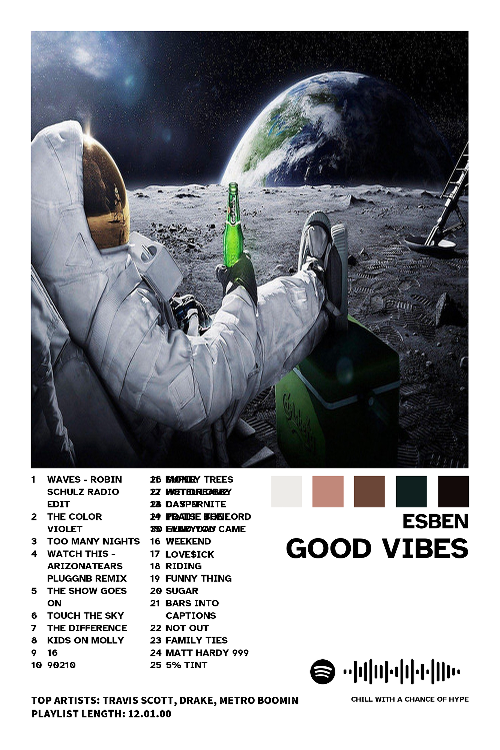 1 WAVES - ROBIN
SCHULZ RADIO
EDIT
2 THE COLOR
VIOLET
3 TOO MANY NIGHTS
4 WATCH THIS -
ARIZONATEARS
PLUGGNB REMIX
5 THE SHOW GOES
ON
6 TOUCH THE SKY
7 THE DIFFERENCE
8 KIDS ON MOLLY
9 16
10 90210
TREES
CAME
16 WEEKEND
17 LOVE$ICK
18 RIDING
19 FUNNY THING
20 SUGAR
21 BARS INTO
CAPTIONS
22 NOT OUT
23 FAMILY TIES
24 MATT HARDY 999
25 5% TINT
ESBEN
GOOD VIBES
CHILL WITH A CHANCE OF HYPE
TOP ARTISTS: TRAVIS SCOTT, DRAKE, METRO BOOMIN
PLAYLIST LENGTH: 12.01.00